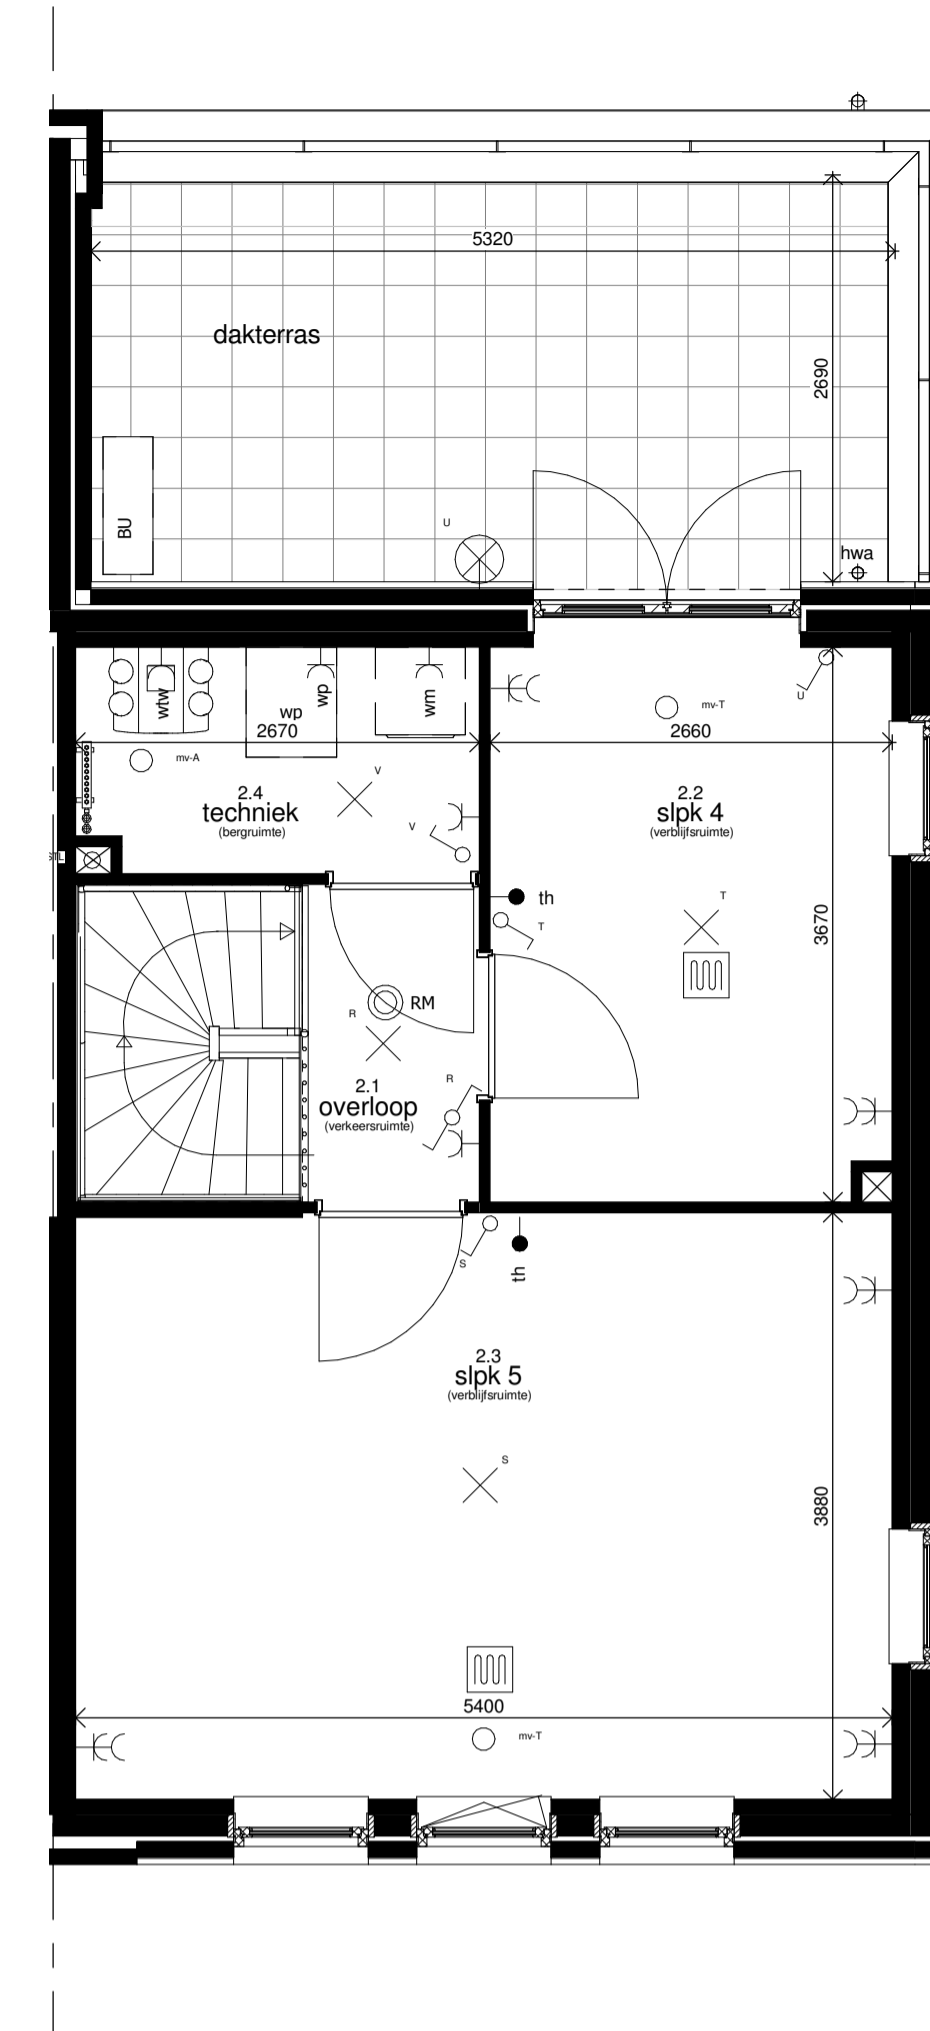 5320
dakterras
2690
BU
U
hwa
wtw
wp
wp
wm
mv-T
U
2670
2660
mv-A
V
2.4
techniek
(bergruimte)
V
2.2
slpk 4
(verblijfsruimte)
th
T
T
3670
RM
R
R
2.1
overloop
(verkeersruimte)
S
th
2.3
slpk 5
(verblijfsruimte)
S
3880
5400
mv-T